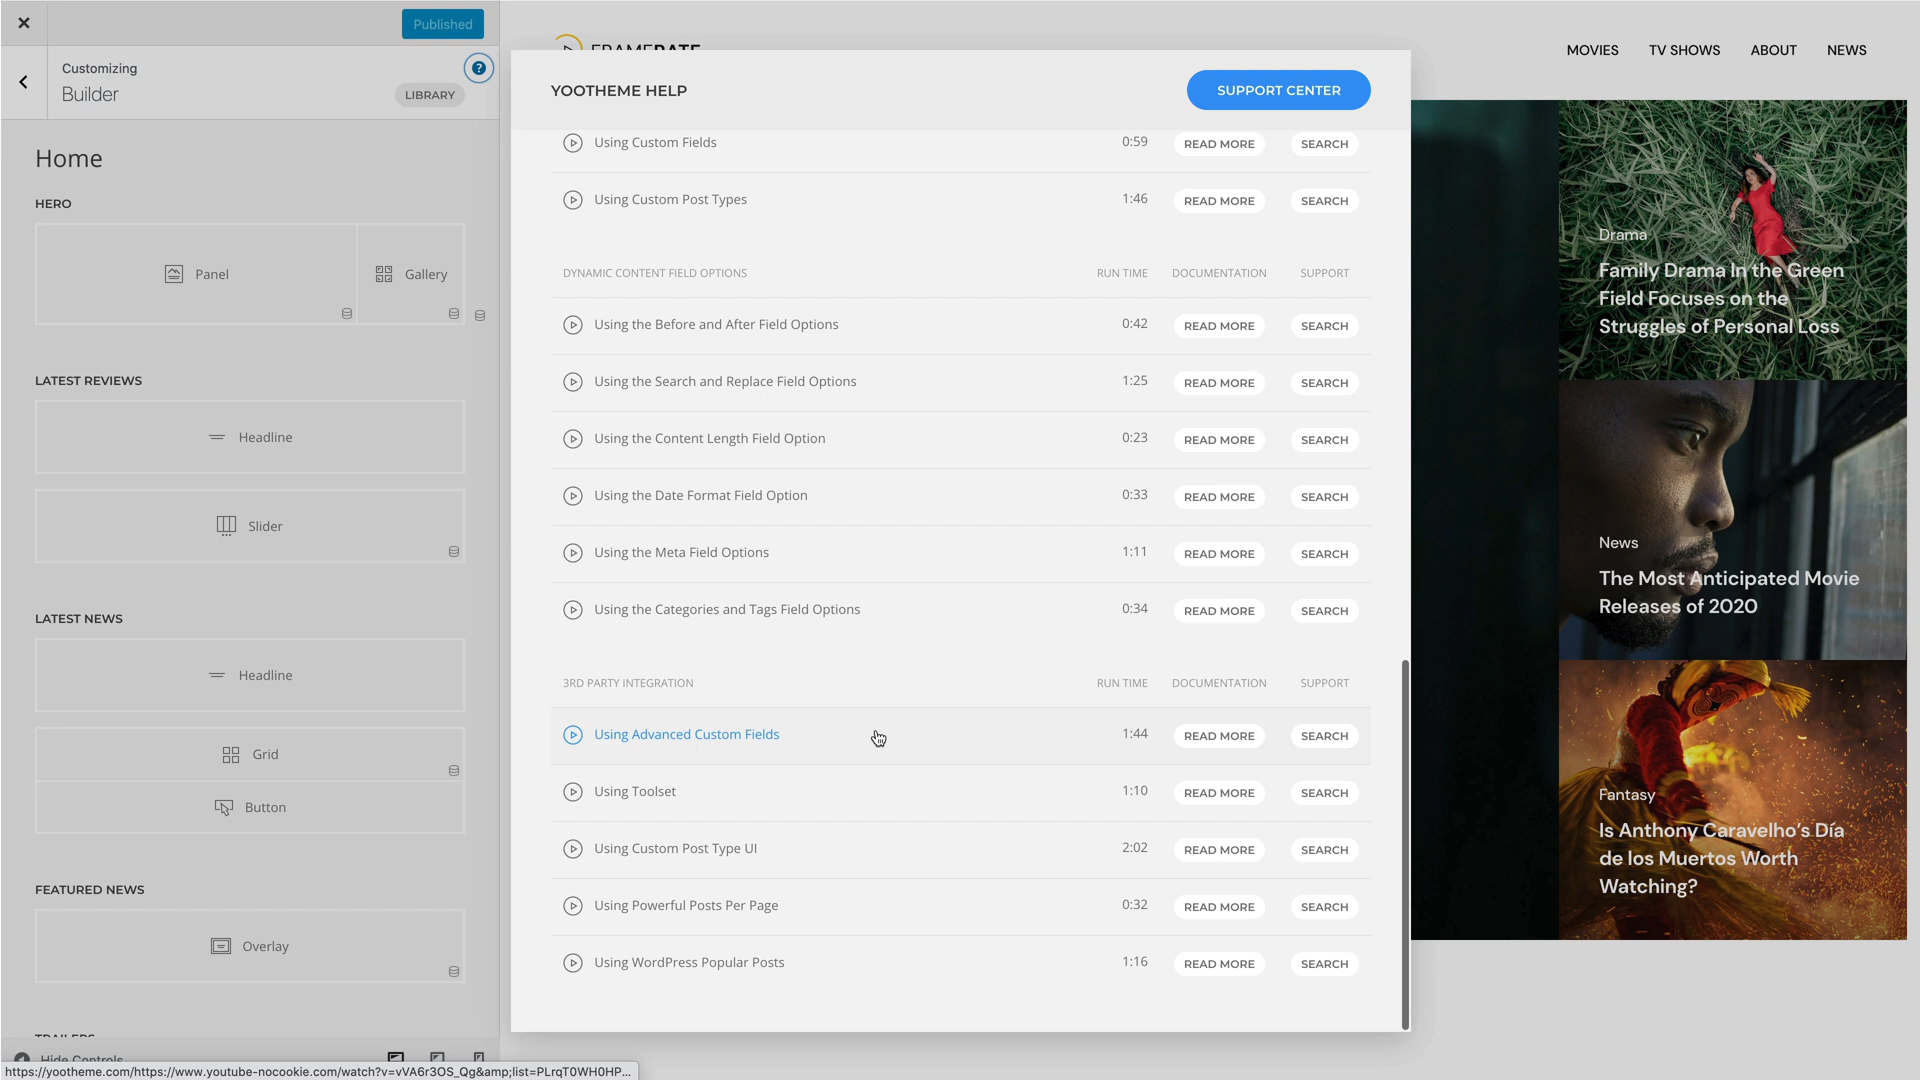 Published
Customizing
Builder
LIBRARY
Home
HERO
Panel
Gallery
LATEST REVIEWS
Headline
Slider
LATEST NEWS
Headline
Grid
Button
FEATURED NEWS
Overlay
TRAILERS
Hide Controls
https://yootheme.com/https://www.youtube-nocookie.com/watch?v=vVA6r3OS_Qg&amp;list=PLrqT0WH0HP...
FRAMERATE
MOVIES TV SHOWS ABOUT NEWS
YOOTHEME HELP
SUPPORT CENTER
Using Custom Fields 0:59 READ MORE SEARCH
Using Custom Post Types 1:46 READ MORE SEARCH
DYNAMIC CONTENT FIELD OPTIONS RUN TIME DOCUMENTATION SUPPORT
Using the Before and After Field Options 0:42 READ MORE SEARCH
Using the Search and Replace Field Options 1:25 READ MORE SEARCH
Using the Content Length Field Option 0:23 READ MORE SEARCH
Using the Date Format Field Option 0:33 READ MORE SEARCH
Using the Meta Field Options 1:11 READ MORE SEARCH
Using the Categories and Tags Field Options 0:34 READ MORE SEARCH
3RD PARTY INTEGRATION RUN TIME DOCUMENTATION SUPPORT
Using Advanced Custom Fields 1:44 READ MORE SEARCH
Using Toolset 1:10 READ MORE SEARCH
Using Custom Post Type UI 2:02 READ MORE SEARCH
Using Powerful Posts Per Page 0:32 READ MORE SEARCH
Using WordPress Popular Posts 1:16 READ MORE SEARCH
Drama
Family Drama In the Green
Field Focuses on the
Struggles of Personal Loss
News
The Most Anticipated Movie
Releases of 2020
Fantasy
Is Anthony Caravelho's Día
de los Muertos Worth
Watching?